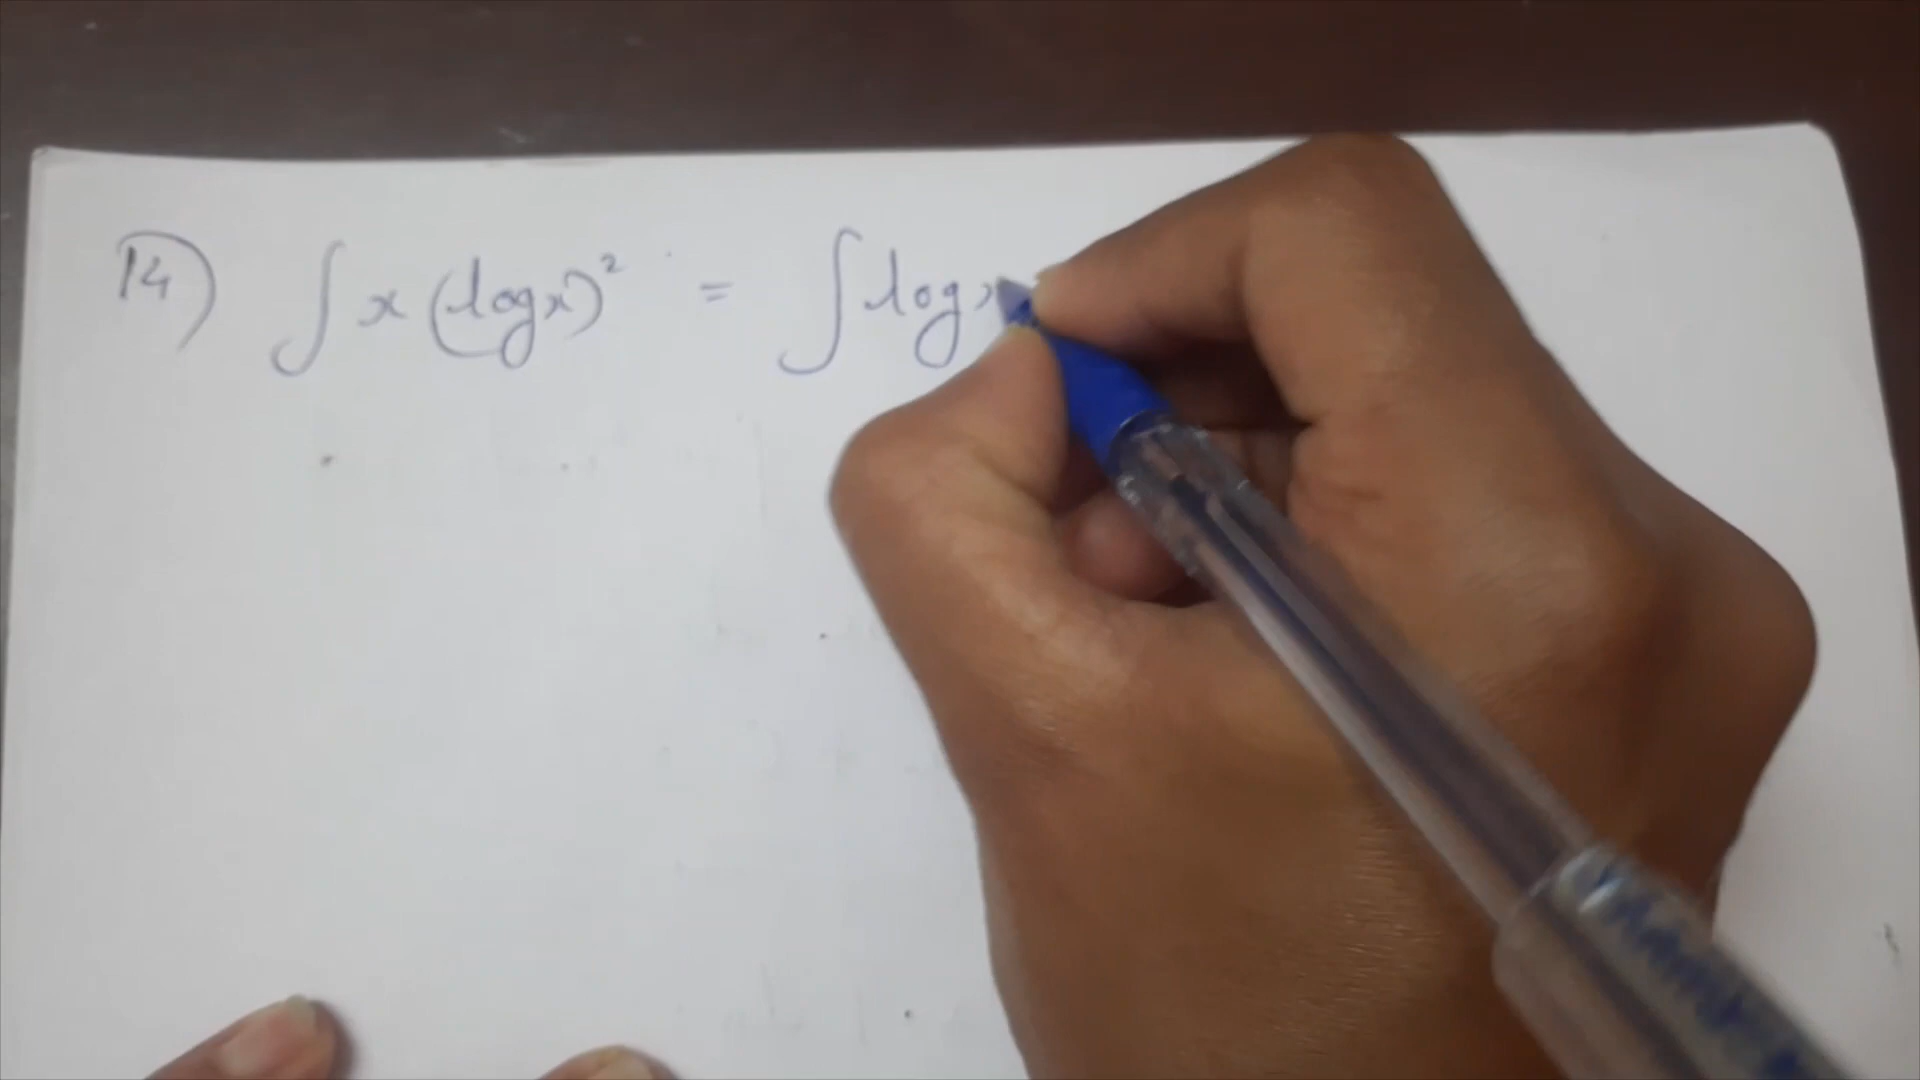 14) ∫ x (logx)² = ∫ logx